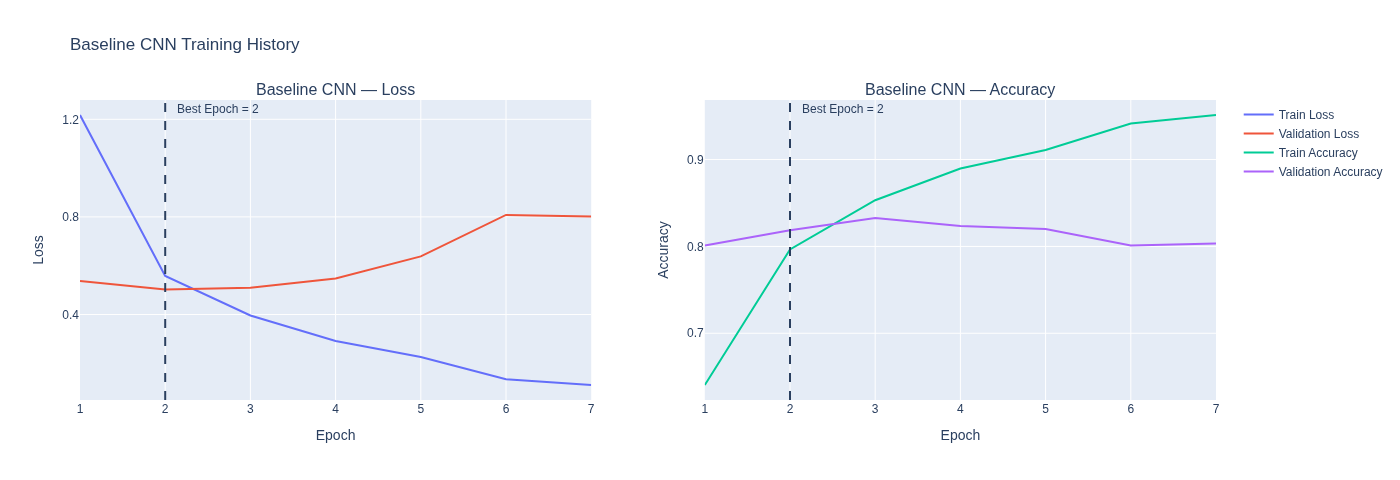 Baseline CNN Training History
Baseline CNN — Loss
Best Epoch = 2
1.2
0.8
0.4
Loss
1 2 3 4 5 6 7
Epoch
Baseline CNN — Accuracy
Best Epoch = 2
0.9
0.8
0.7
Accuracy
1 2 3 4 5 6 7
Epoch
Train Loss
Validation Loss
Train Accuracy
Validation Accuracy